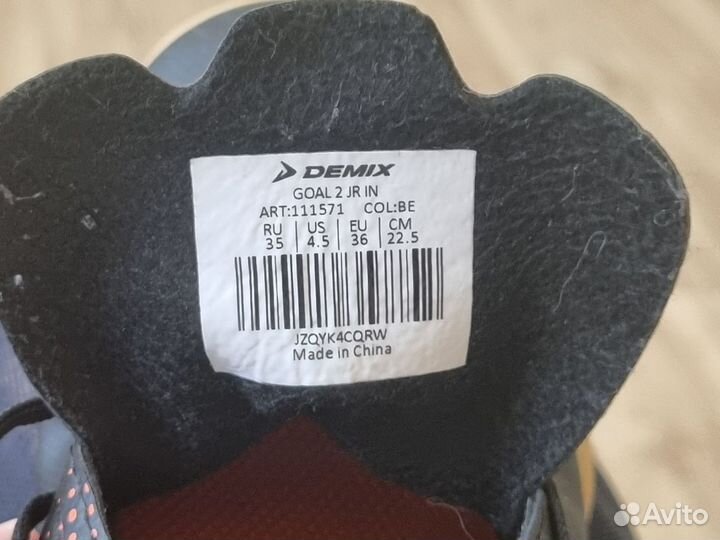 DEMIX
GOAL 2 JR IN
ART:111571 COL:BE
RU US EU CM
35 4.5 36 22.5
JZQYK4CQRW
Made in China
Avito